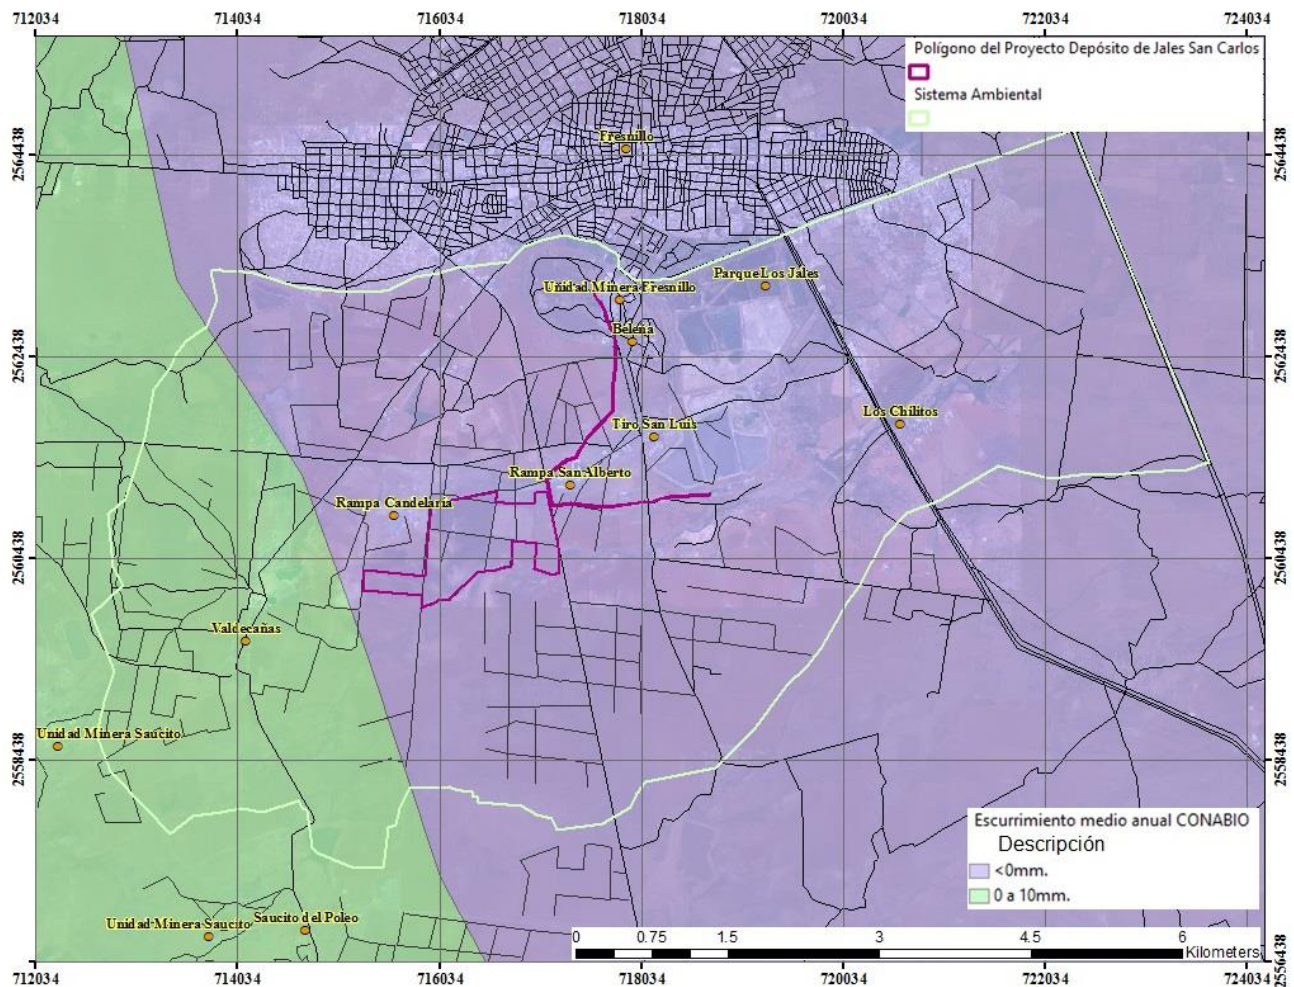 712034 714034 716034 718034 720034 722034 724034
Polígono del Proyecto Depósito de Jales San Carlos
Sistema Ambiental
Fresnillo
2564438 2564438
Parque Los Jales
Unidad Minera Fresnillo
Beleña
2562438 2562438
Los Chilitos
Tiro San Luis
Rampa San Alberto
Rampa Candelaria
2560438 2560438
Valdecañas
Unidad Minera Saucito
2558438 2558438
Escurrimiento medio anual CONABIO
Descripción
<0mm.
0 a 10mm.
Unidad Minera Saucito
Saucito del Poleo
0 0.75 1.5 3 4.5 6
Kilometers
2556438 2556438
712034 714034 716034 718034 720034 722034 724034